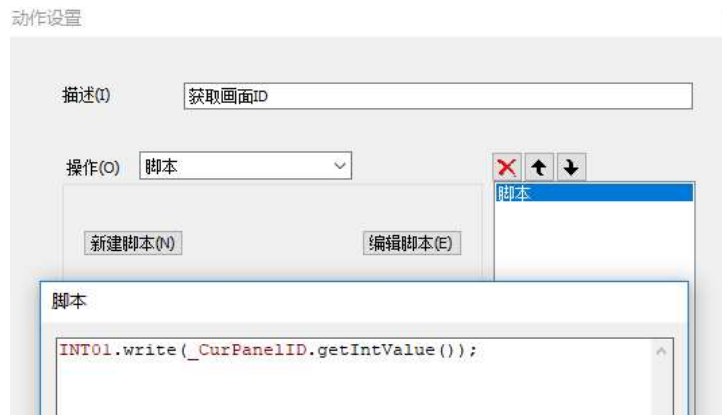 动作设置
描述(I)
获取画面ID
操作(O)
脚本
脚本
新建脚本(N)
编辑脚本(E)
脚本
INT01.write(_CurPanelID.getIntValue());